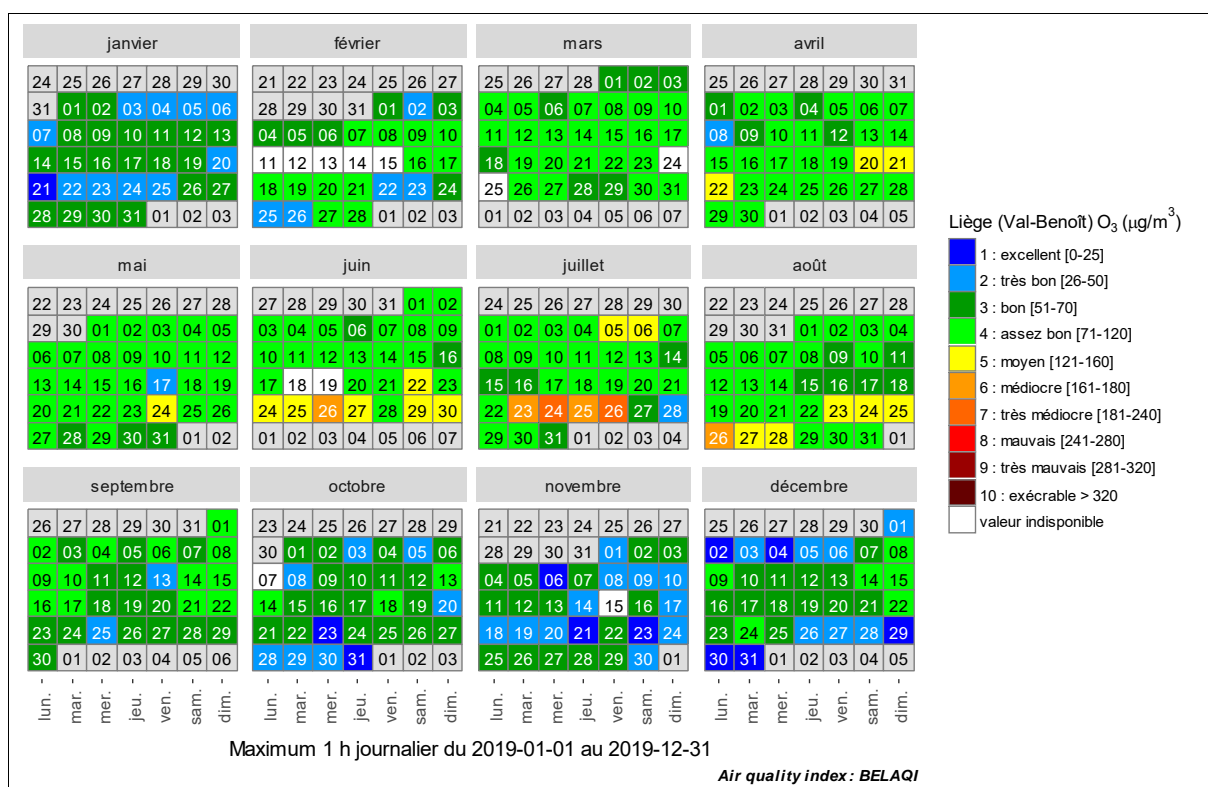 janvier février mars avril
24 25 26 27 28 29 30 21 22 23 24 25 26 27 25 26 27 28 01 02 03 25 26 27 28 29 30 31
31 01 02 03 04 05 06 28 29 30 31 01 02 03 04 05 06 07 08 09 10 01 02 03 04 05 06 07
07 08 09 10 11 12 13 04 05 06 07 08 09 10 11 12 13 14 15 16 17 08 09 10 11 12 13 14
14 15 16 17 18 19 20 11 12 13 14 15 16 17 18 19 20 21 22 23 24 15 16 17 18 19 20 21
21 22 23 24 25 26 27 18 19 20 21 22 23 24 25 26 27 28 29 30 31 22 23 24 25 26 27 28
28 29 30 31 01 02 03 25 26 27 28 01 02 03 01 02 03 04 05 06 07 29 30 01 02 03 04 05
mai juin juillet août
22 23 24 25 26 27 28 27 28 29 30 31 01 02 24 25 26 27 28 29 30 22 23 24 25 26 27 28
29 30 01 02 03 04 05 03 04 05 06 07 08 09 01 02 03 04 05 06 07 29 30 31 01 02 03 04
06 07 08 09 10 11 12 10 11 12 13 14 15 16 08 09 10 11 12 13 14 05 06 07 08 09 10 11
13 14 15 16 17 18 19 17 18 19 20 21 22 23 15 16 17 18 19 20 21 12 13 14 15 16 17 18
20 21 22 23 24 25 26 24 25 26 27 28 29 30 22 23 24 25 26 27 28 19 20 21 22 23 24 25
27 28 29 30 31 01 02 01 02 03 04 05 06 07 29 30 31 01 02 03 04 26 27 28 29 30 31 01
septembre octobre novembre décembre
26 27 28 29 30 31 01 23 24 25 26 27 28 29 21 22 23 24 25 26 27 25 26 27 28 29 30 01
02 03 04 05 06 07 08 30 01 02 03 04 05 06 28 29 30 31 01 02 03 02 03 04 05 06 07 08
09 10 11 12 13 14 15 07 08 09 10 11 12 13 04 05 06 07 08 09 10 09 10 11 12 13 14 15
16 17 18 19 20 21 22 14 15 16 17 18 19 20 11 12 13 14 15 16 17 16 17 18 19 20 21 22
23 24 25 26 27 28 29 21 22 23 24 25 26 27 18 19 20 21 22 23 24 23 24 25 26 27 28 29
30 01 02 03 04 05 06 28 29 30 31 01 02 03 25 26 27 28 29 30 01 30 31 01 02 03 04 05
lun. mar. mer. jeu. ven. sam. dim. lun. mar. mer. jeu. ven. sam. dim. lun. mar. mer. jeu. ven. sam. dim. lun. mar. mer. jeu. ven. sam. dim.
Maximum 1 h journalier du 2019-01-01 au 2019-12-31
Air quality index : BELAQI
Liège (Val-Benoît) O₃ (μg/m³)
1 : excellent [0-25]
2 : très bon [26-50]
3 : bon [51-70]
4 : assez bon [71-120]
5 : moyen [121-160]
6 : médiocre [161-180]
7 : très médiocre [181-240]
8 : mauvais [241-280]
9 : très mauvais [281-320]
10 : exécrable > 320
valeur indisponible